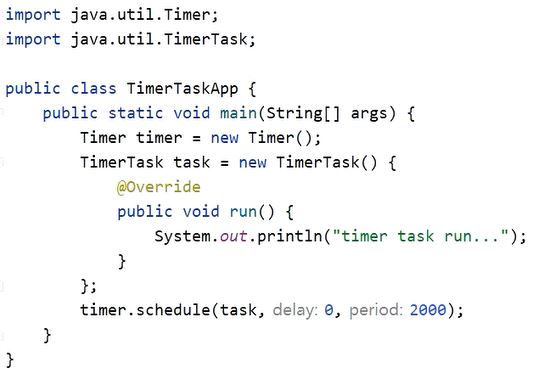 import java.util.Timer;
import java.util.TimerTask;

public class TimerTaskApp {
    public static void main(String[] args) {
        Timer timer = new Timer();
        TimerTask task = new TimerTask() {
            @Override
            public void run() {
                System.out.println("timer task run...");
            }
        };
        timer.schedule(task, delay: 0, period: 2000);
    }
}